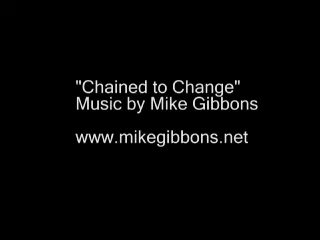 "Chained to Change"
Music by Mike Gibbons
www.mikegibbons.net